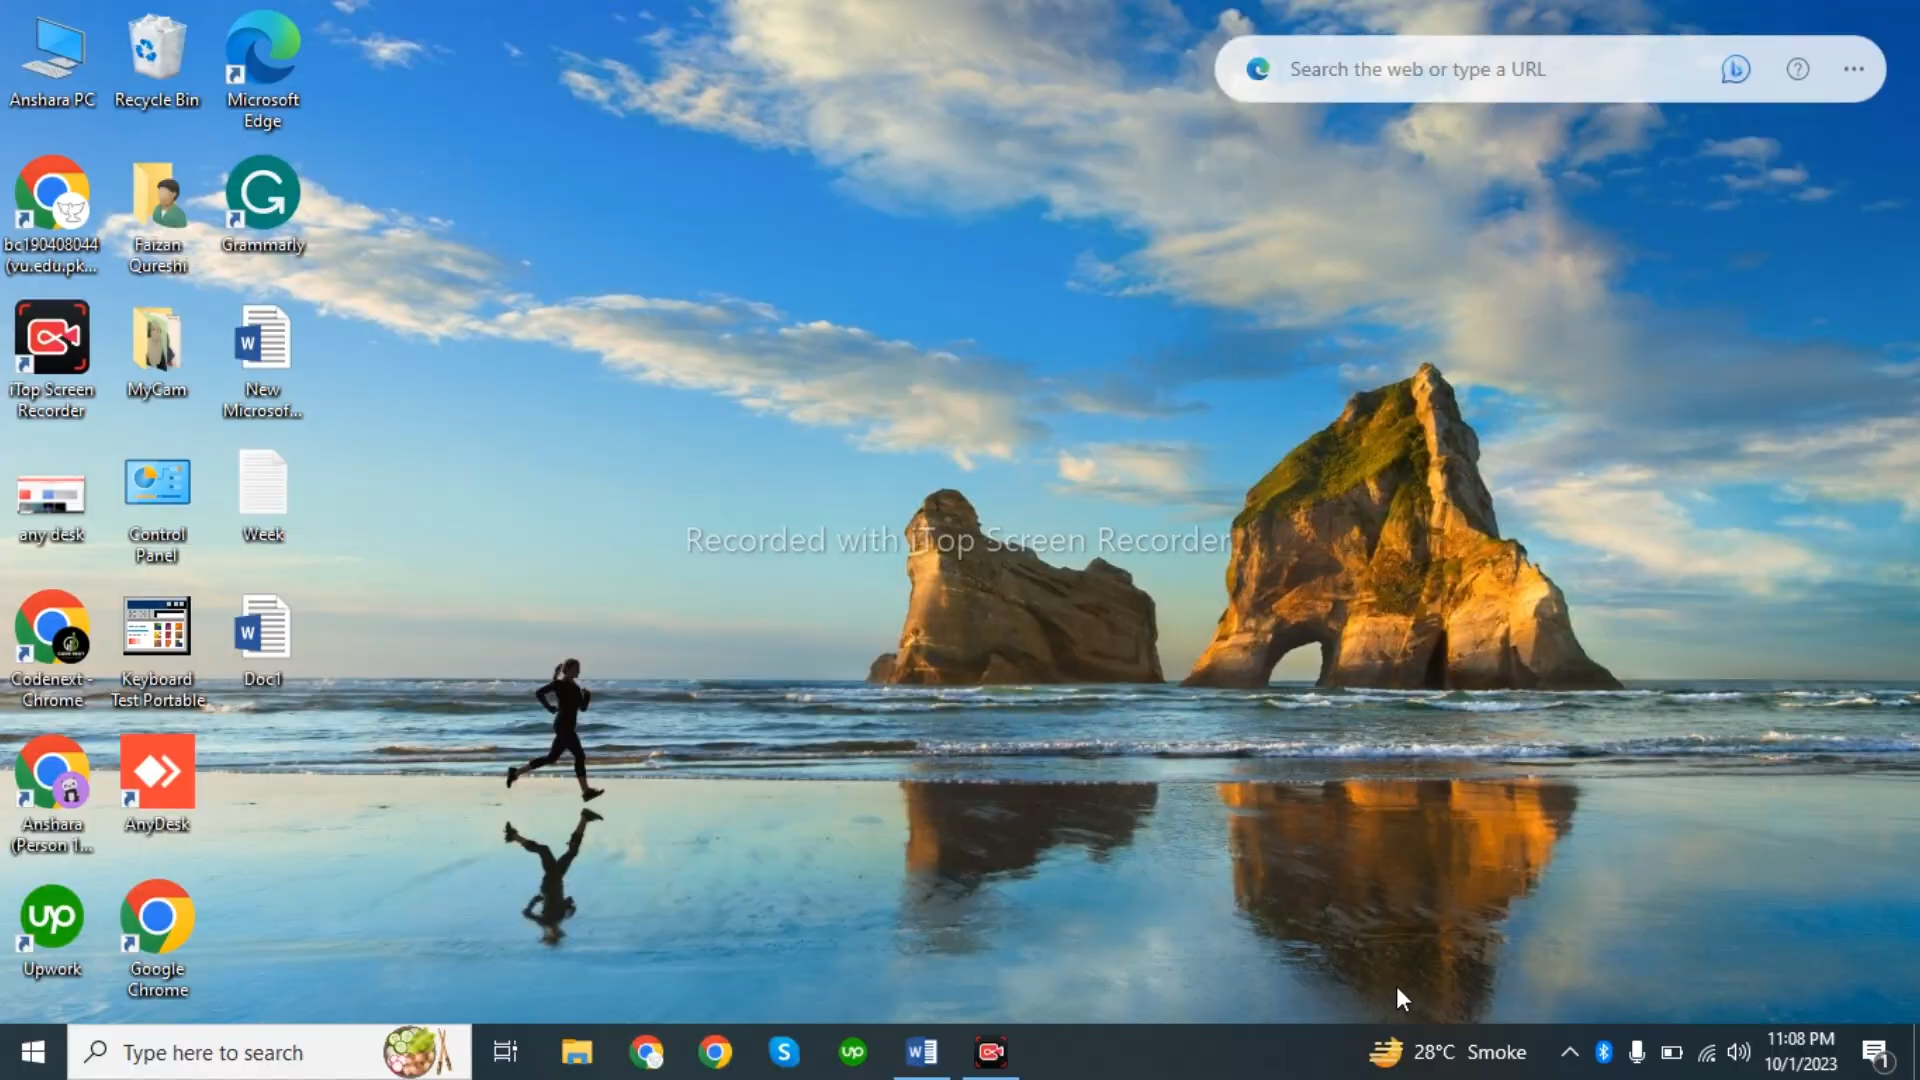 Anshara PC
Recycle Bin
Microsoft
Edge
Search the web or type a URL
bc190408044
(vu.edu.pk...
Faizan
Qureshi
Grammarly
iTop Screen
Recorder
MyCam
New
Microsof...
any desk
Control
Panel
Week
Recorded with iTop Screen Recorder
Codenext -
Chrome
Keyboard
Test Portable
Doc1
Anshara
(Person 1...
AnyDesk
up
Upwork
Google
Chrome
Type here to search
28°C Smoke
11:08 PM
10/1/2023
1